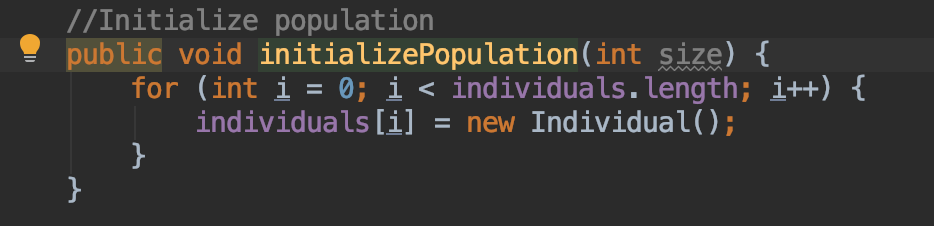 //Initialize population
public void initializePopulation(int size) {
for (int i = 0; i < individuals.length; i++) {
individuals[i] = new Individual();
}
}